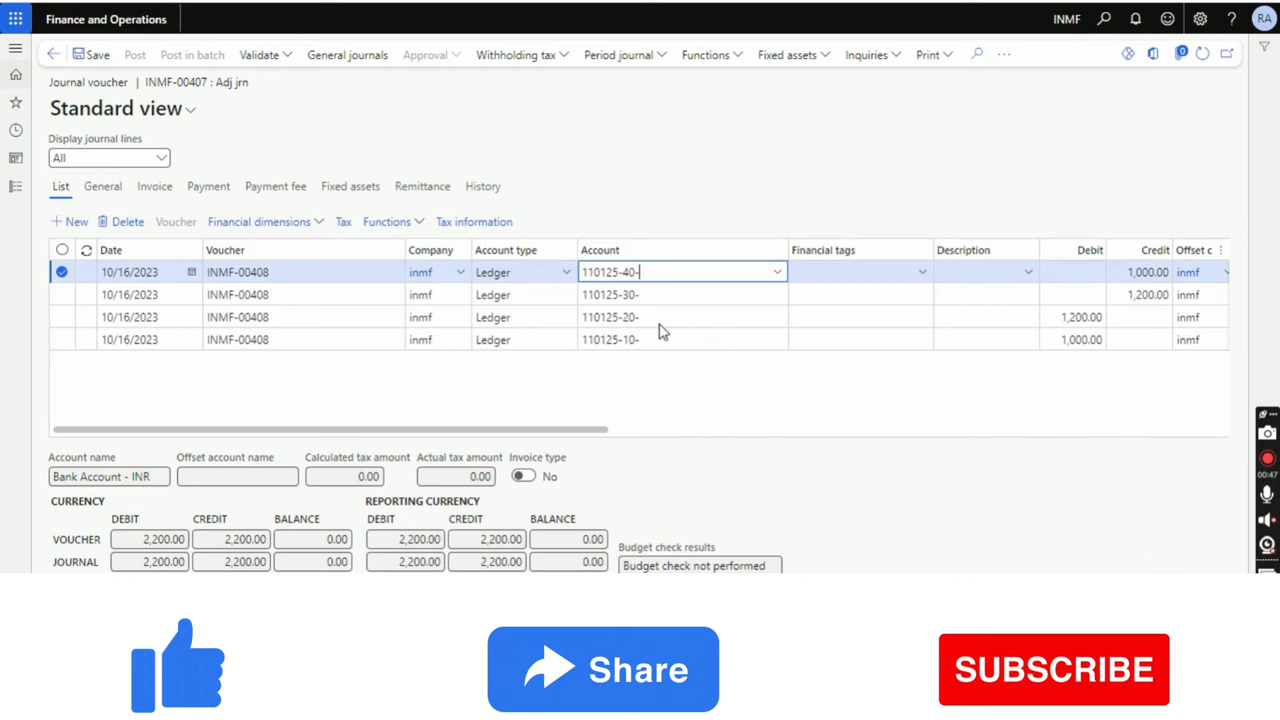 Finance and Operations INMF ? RA
Save Post Post in batch Validate General journals Approval Withholding tax Period journal Functions Fixed assets Inquiries Print ... 0
Journal voucher | INMF-00407 : Adj jrn
Standard view
Display journal lines
All
List General Invoice Payment Payment fee Fixed assets Remittance History
+ New Delete Voucher Financial dimensions Tax Functions Tax information
Date Voucher Company Account type Account Financial tags Description Debit Credit Offset c
10/16/2023 INMF-00408 inmf Ledger 110125-40- 1,000.00 inmf
10/16/2023 INMF-00408 inmf Ledger 110125-30- 1,200.00 inmf
10/16/2023 INMF-00408 inmf Ledger 110125-20- 1,200.00 inmf
10/16/2023 INMF-00408 inmf Ledger 110125-10- 1,000.00 inmf
00:47
Account name Offset account name Calculated tax amount Actual tax amount Invoice type
Bank Account - INR 0.00 0.00 No
CURRENCY REPORTING CURRENCY
DEBIT CREDIT BALANCE DEBIT CREDIT BALANCE
VOUCHER 2,200.00 2,200.00 0.00 2,200.00 2,200.00 0.00
Budget check results
JOURNAL 2,200.00 2,200.00 0.00 2,200.00 2,200.00 0.00 Budget check not performed
Share SUBSCRIBE